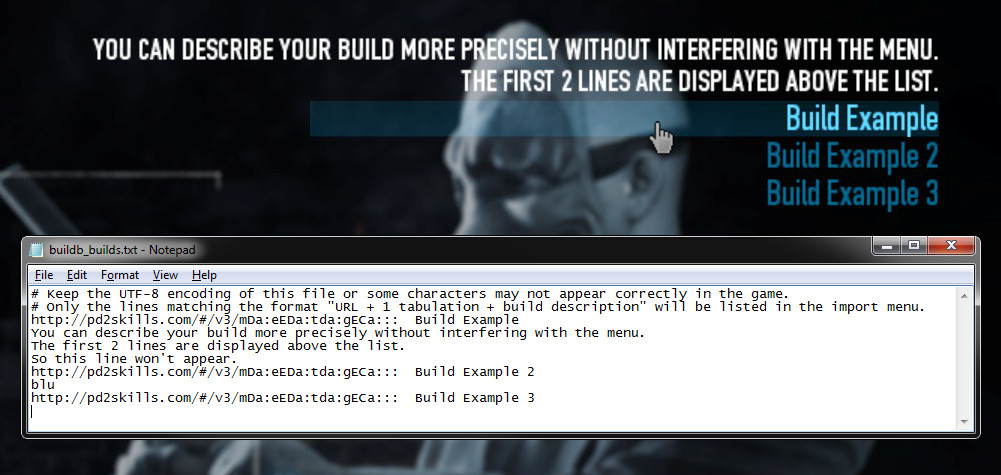 YOU CAN DESCRIBE YOUR BUILD MORE PRECISELY WITHOUT INTERFERING WITH THE MENU.
THE FIRST 2 LINES ARE DISPLAYED ABOVE THE LIST.
Build Example
Build Example 2
Build Example 3
buildb_builds.txt - Notepad
File Edit Format View Help
# Keep the UTF-8 encoding of this file or some characters may not appear correctly in the game.
# Only the lines matching the format "URL + 1 tabulation + build description" will be listed in the import menu.
http://pd2skills.com/#/v3/mDa:eEDa:tda:gECa::: Build Example
You can describe your build more precisely without interfering with the menu.
The first 2 lines are displayed above the list.
So this line won't appear.
http://pd2skills.com/#/v3/mDa:eEDa:tda:gECa::: Build Example 2
blu
http://pd2skills.com/#/v3/mDa:eEDa:tda:gECa::: Build Example 3